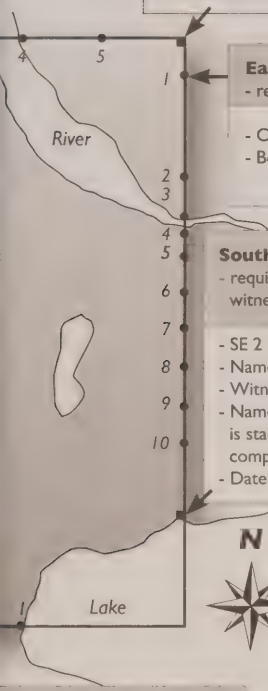 4
5
1
Ea
- re
- C
- B
River
2
3
4
5
South
- requi
witne
6
7
- SE 2
8
- Name
- Witn
9
- Name
is sta
10
comp
- Date
N
1
Lake